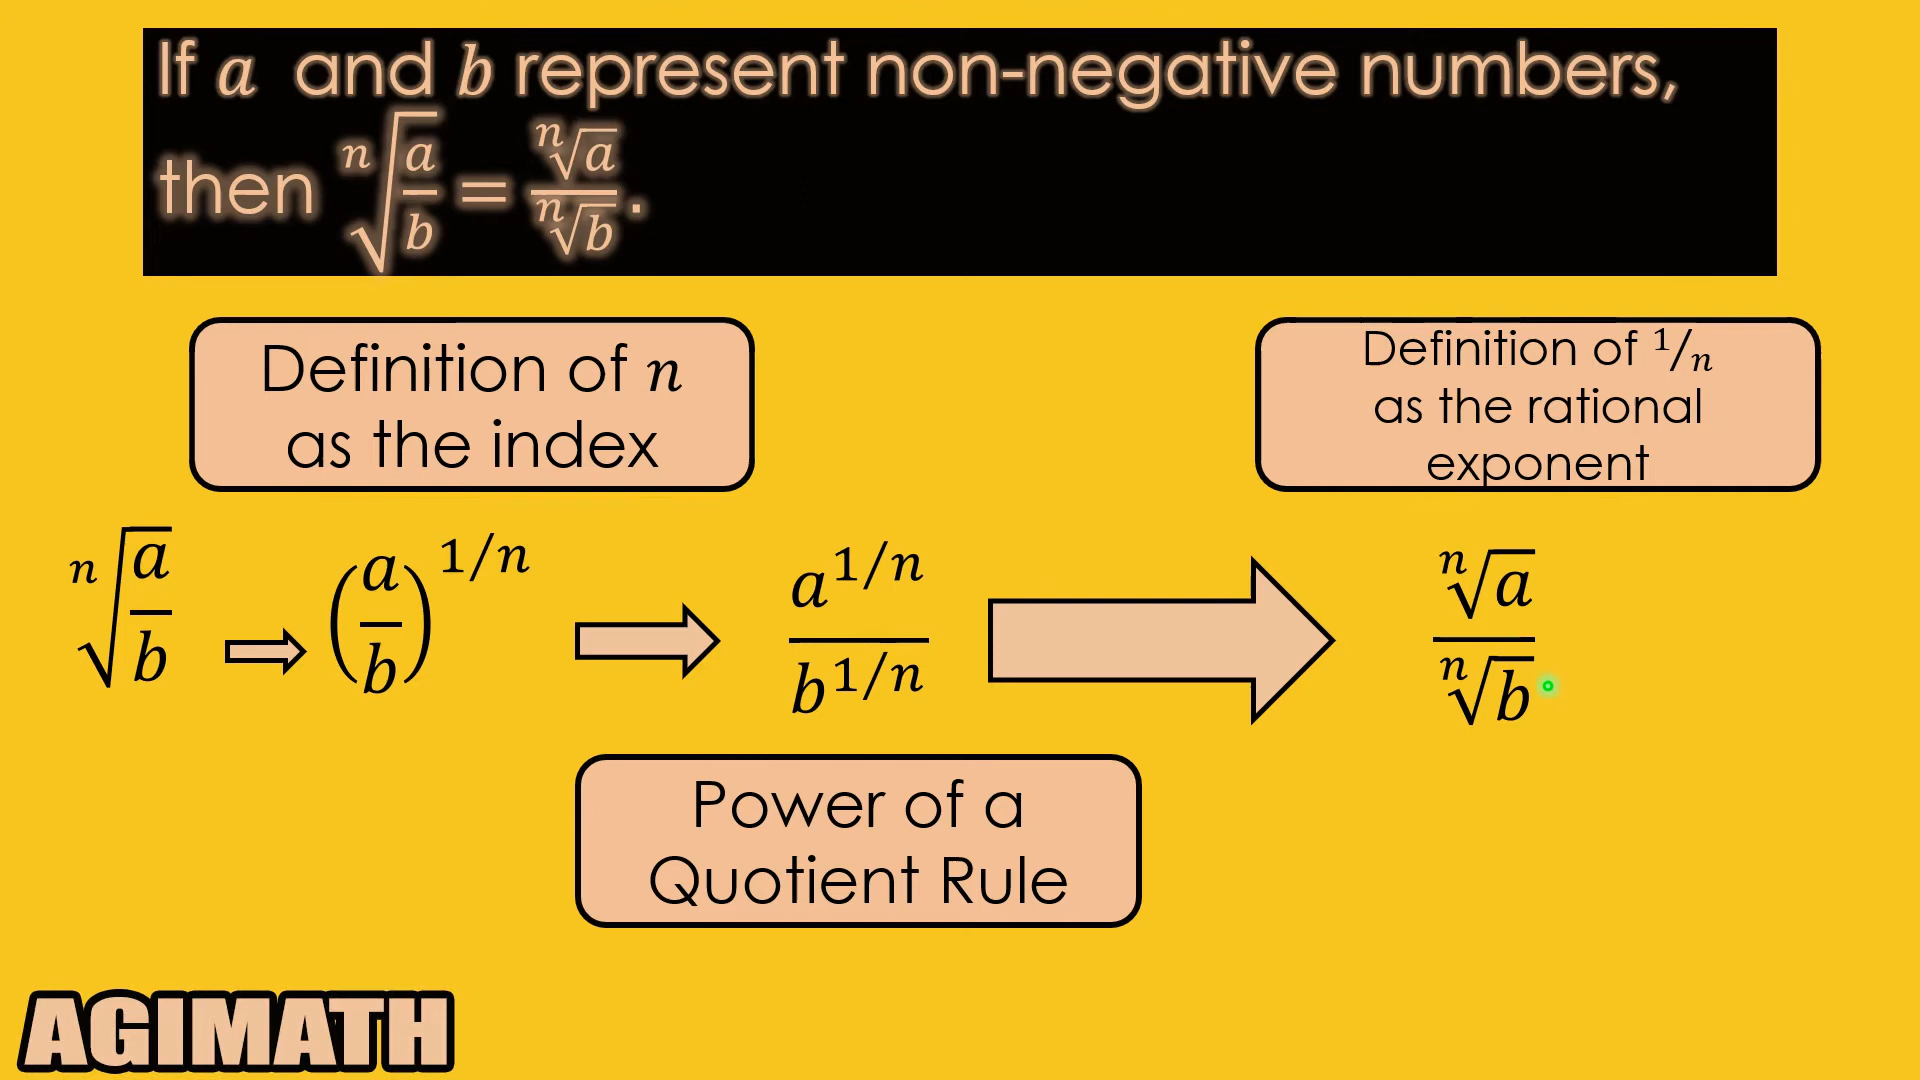 If a and b represent non-negative numbers,
then ⁿ√(a/b) = ⁿ√a / ⁿ√b.
Definition of n
as the index
Definition of 1/n
as the rational
exponent
ⁿ√(a/b) ⇨ (a/b)^(1/n) ⇨ a^(1/n) / b^(1/n) ⇨ ⁿ√a / ⁿ√b
Power of a
Quotient Rule
AGIMATH